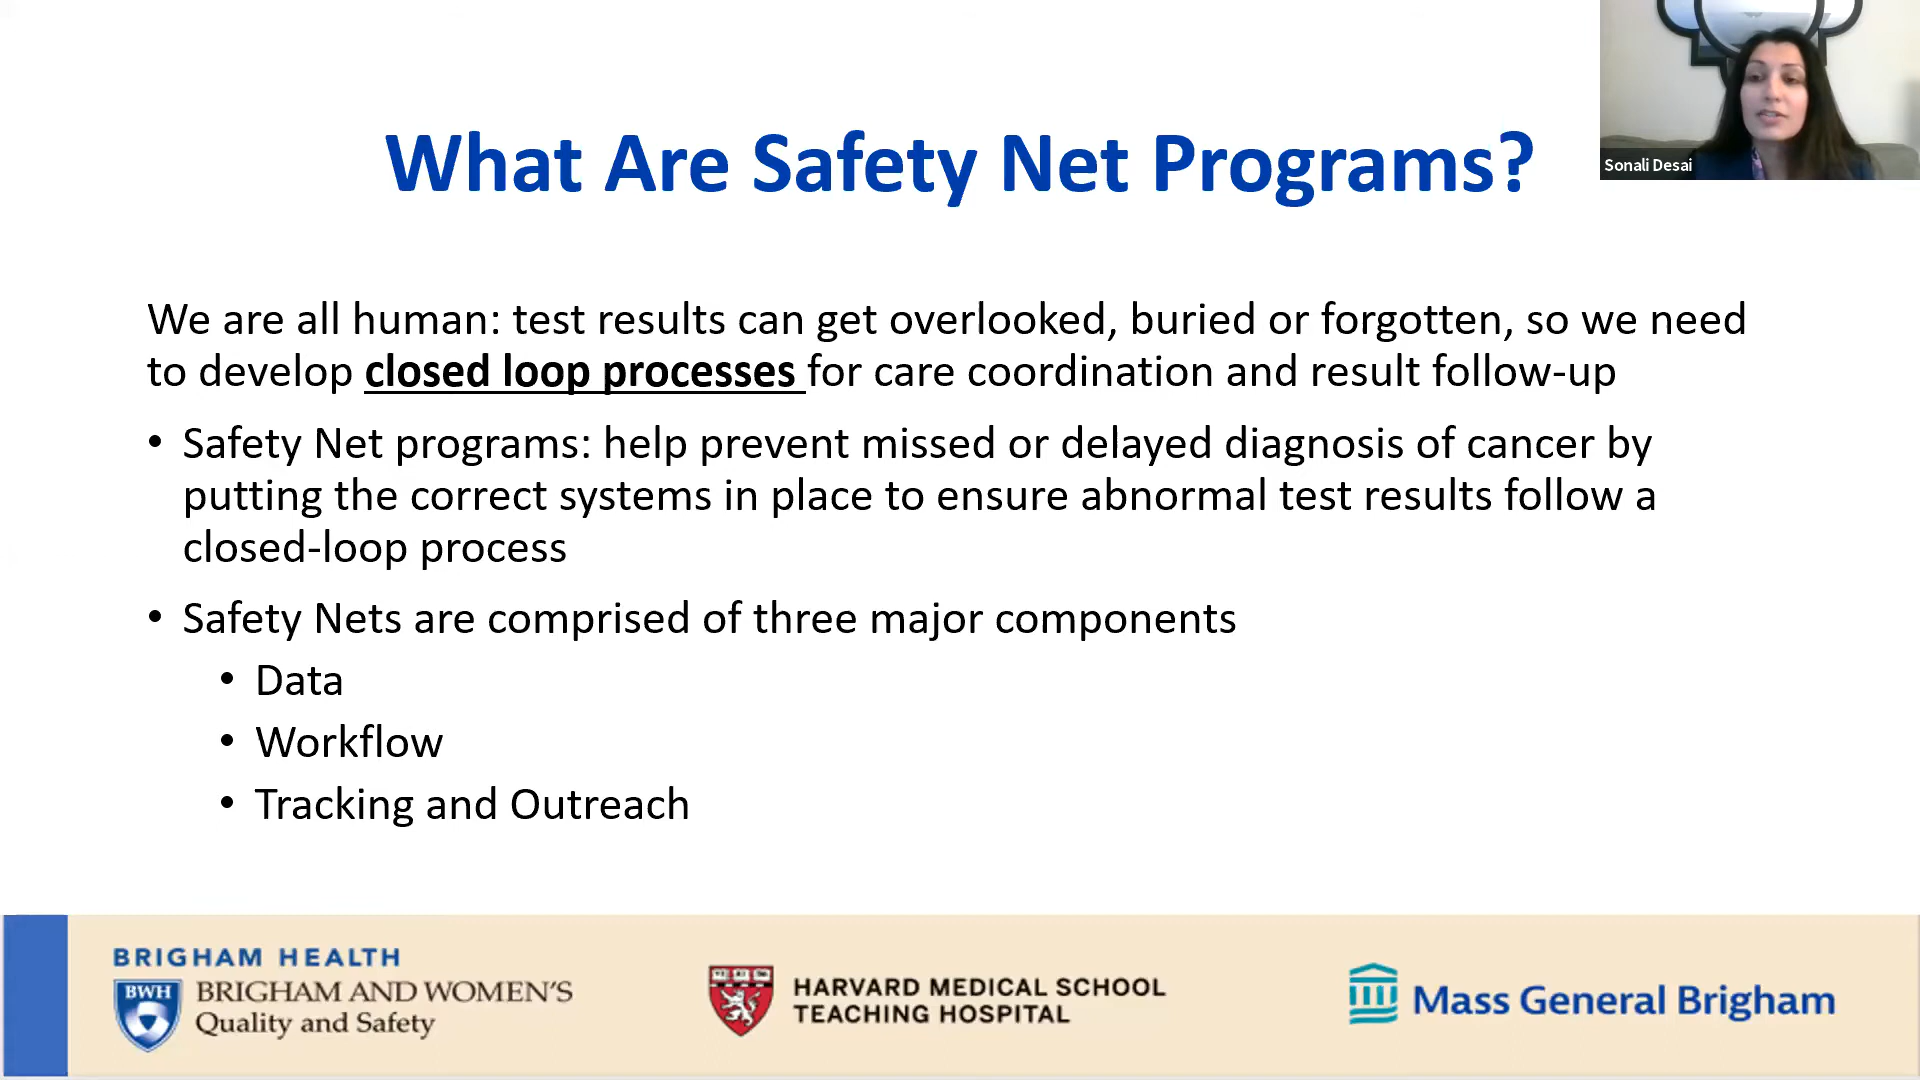 What Are Safety Net Programs?
Sonali Desai
We are all human: test results can get overlooked, buried or forgotten, so we need
to develop closed loop processes for care coordination and result follow-up
• Safety Net programs: help prevent missed or delayed diagnosis of cancer by
putting the correct systems in place to ensure abnormal test results follow a
closed-loop process
• Safety Nets are comprised of three major components
• Data
• Workflow
• Tracking and Outreach
BRIGHAM HEALTH
BWH
BRIGHAM AND WOMEN'S
Quality and Safety
HARVARD MEDICAL SCHOOL
TEACHING HOSPITAL
Mass General Brigham